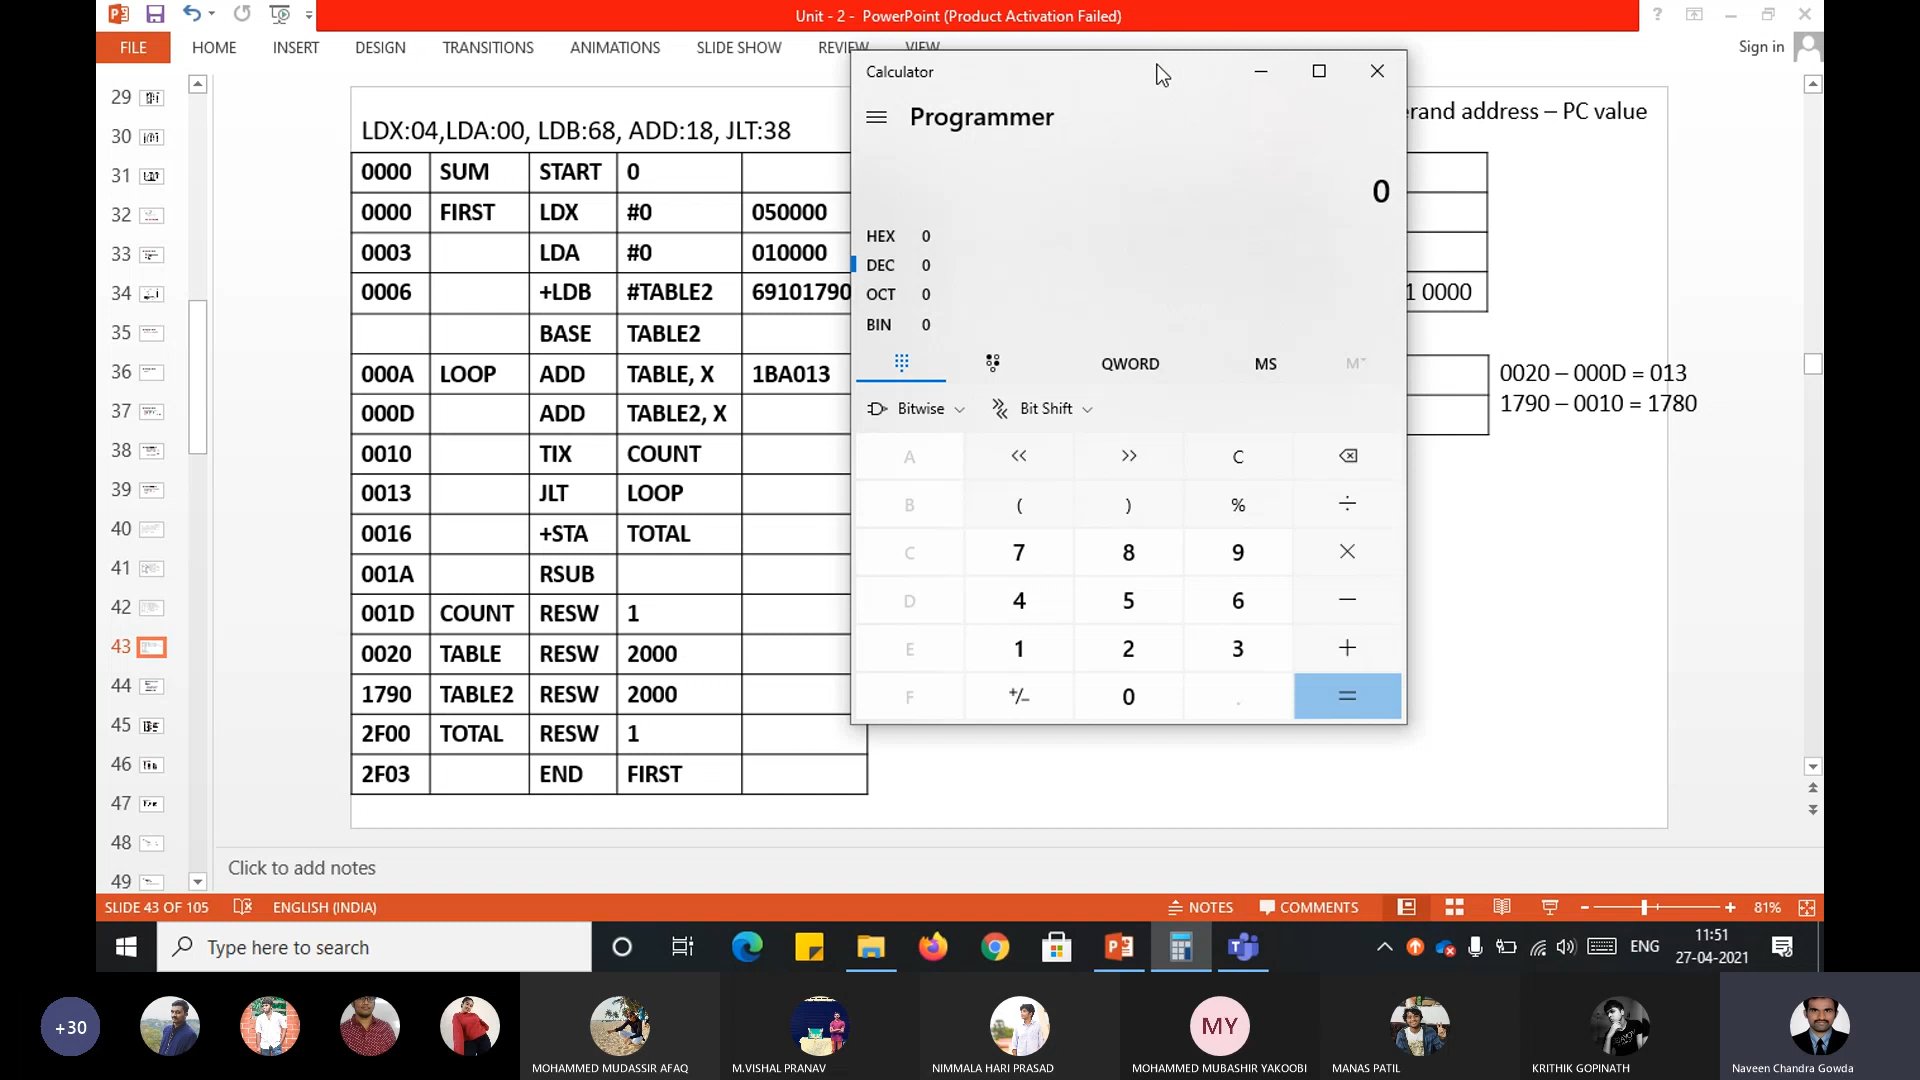 Unit - 2 - PowerPoint (Product Activation Failed)
FILE HOME INSERT DESIGN TRANSITIONS ANIMATIONS SLIDE SHOW REVIEW VIEW Sign in
Calculator
Programmer
0
HEX 0
DEC 0
OCT 0
BIN 0
QWORD MS M
Bitwise Bit Shift
A << >> C
B ( ) % ÷
C 7 8 9 ×
D 4 5 6 −
E 1 2 3 +
F +/− 0 . =
29
30
31
32
33
34
35
36
37
38
39
40
41
42
43
44
45
46
47
48
49
LDX:04,LDA:00, LDB:68, ADD:18, JLT:38
erand address – PC value
0000 SUM START 0
0000 FIRST LDX #0 050000
0003 LDA #0 010000
0006 +LDB #TABLE2 69101790
BASE TABLE2
000A LOOP ADD TABLE, X 1BA013
000D ADD TABLE2, X
0010 TIX COUNT
0013 JLT LOOP
0016 +STA TOTAL
001A RSUB
001D COUNT RESW 1
0020 TABLE RESW 2000
1790 TABLE2 RESW 2000
2F00 TOTAL RESW 1
2F03 END FIRST
1 0000
0020 – 000D = 013
1790 – 0010 = 1780
Click to add notes
SLIDE 43 OF 105 ENGLISH (INDIA) NOTES COMMENTS 81%
Type here to search
ENG
11:51
27-04-2021
+30
MY
MOHAMMED MUDASSIR AFAQ
M.VISHAL PRANAV
NIMMALA HARI PRASAD
MOHAMMED MUBASHIR YAKOOBI
MANAS PATIL
KRITHIK GOPINATH
Naveen Chandra Gowda